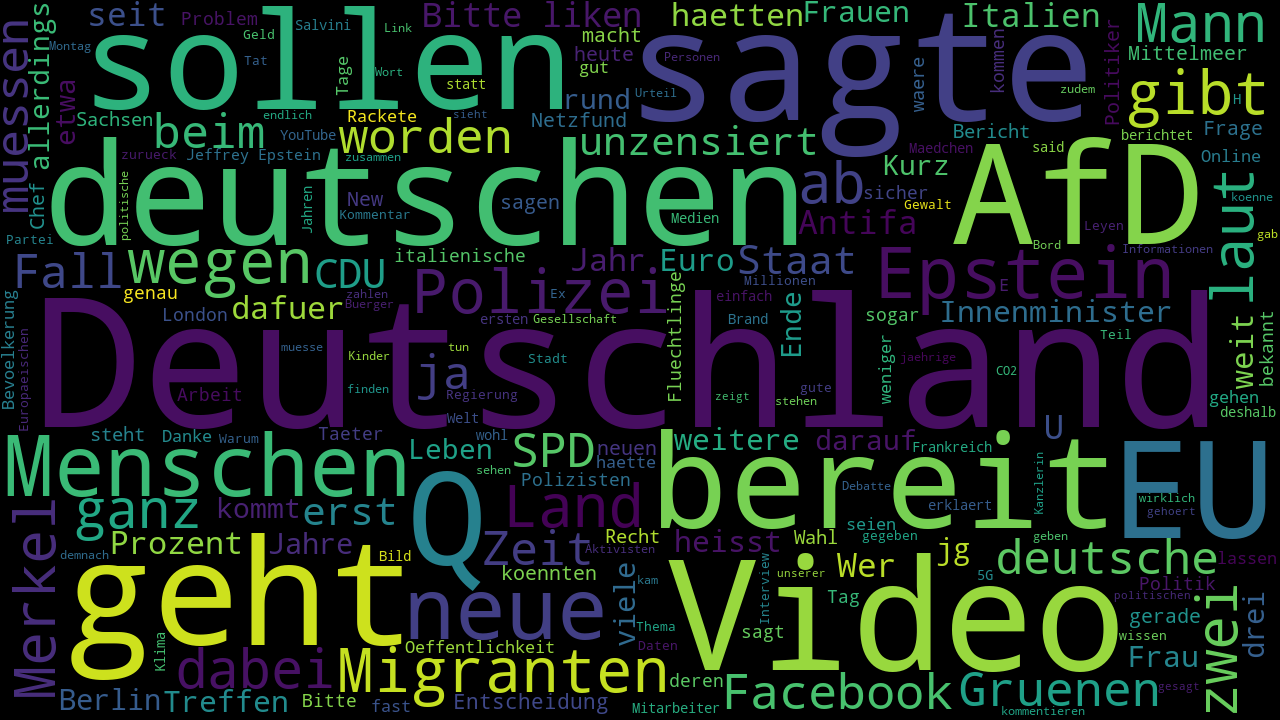 seit
Problem
Salvini
Link
Bitte liken
haetten
Frauen
Italien
Mann
Montag
Geld
Tat
sollen
Wort
Tage
macht
heute
gut
Personen
sagte
waere
kommen
Politiker
Mittelmeer
gibt
muessen
allerdings
etwa
Sachsen
endlich
Rackete
statt
sieht
rund
Netzfund
Urteil
zudem
H
beim
YouTube
worden
unzensiert
Bericht
said
berichtet
Frage
Chef
zurueck
Jeffrey Epstein
zusammen
Maedchen
Kurz
Online
deutschen
New
Kommentar
sagen
Medien
ab
sicher
Gewalt
AfD
laut
koenne
Partei
politische
Jahren
Antifa
Leyen
Bord
Informationen
gab
Fall
wegen
CDU
italienische
Jahr
Euro
Staat
Millionen
Epstein
genau
dafuer
zahlen
Buerger
Polizei
Fluechtlinge
einfach
E
Innenminister
weit
bekannt
Bevoelkerung
Europaeischen
London
ersten
Ex
Gesellschaft
Brand
Ende
sogar
Teil
Deutschland
muesse
Kinder
tun
Stadt
weniger
jaehrige
CO2
Arbeit
finden
ja
Regierung
zeigt
gute
stehen
gehen
deshalb
Welt
steht
Danke
Warum
Taeter
Leben
wohl
SPD
neuen
weitere
darauf
U
Frankreich
Menschen
sehen
haette
Polizisten
bereit
Debatte
erklaert
Kanzlerin
EU
wirklich
gehoert
Merkel
ganz
kommt
erst
Q
Land
seien
gegeben
geben
demnach
Prozent
Jahre
Bild
Zeit
Aktivisten
Recht
heisst
Wahl
Wer
jg
deutsche
lassen
geht
koennten
viele
kam
Interview
unserer
5G
Politik
politischen
Klima
neue
Thema
Daten
Video
sagt
Tag
gerade
wissen
zwei
drei
dabei
Oeffentlichkeit
Migranten
deren
Frau
gesagt
Berlin
Treffen
Bitte
fast
Entscheidung
Mitarbeiter
Facebook
Gruenen
kommentieren